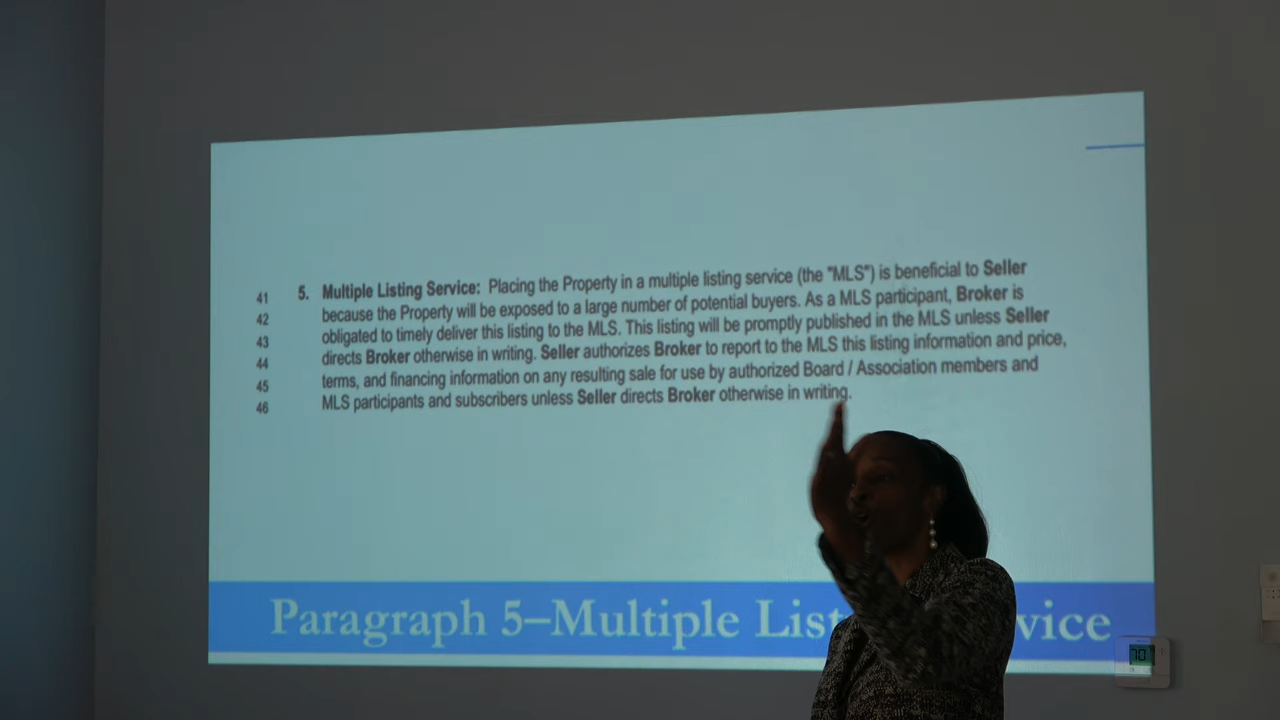 41 5. Multiple Listing Service: Placing the Property in a multiple listing service (the "MLS") is beneficial to Seller
42 because the Property will be exposed to a large number of potential buyers. As a MLS participant, Broker is
43 obligated to timely deliver this listing to the MLS. This listing will be promptly published in the MLS unless Seller
44 directs Broker otherwise in writing. Seller authorizes Broker to report to the MLS this listing information and price,
45 terms, and financing information on any resulting sale for use by authorized Board / Association members and
46 MLS participants and subscribers unless Seller directs Broker otherwise in writing.
Paragraph 5–Multiple
70